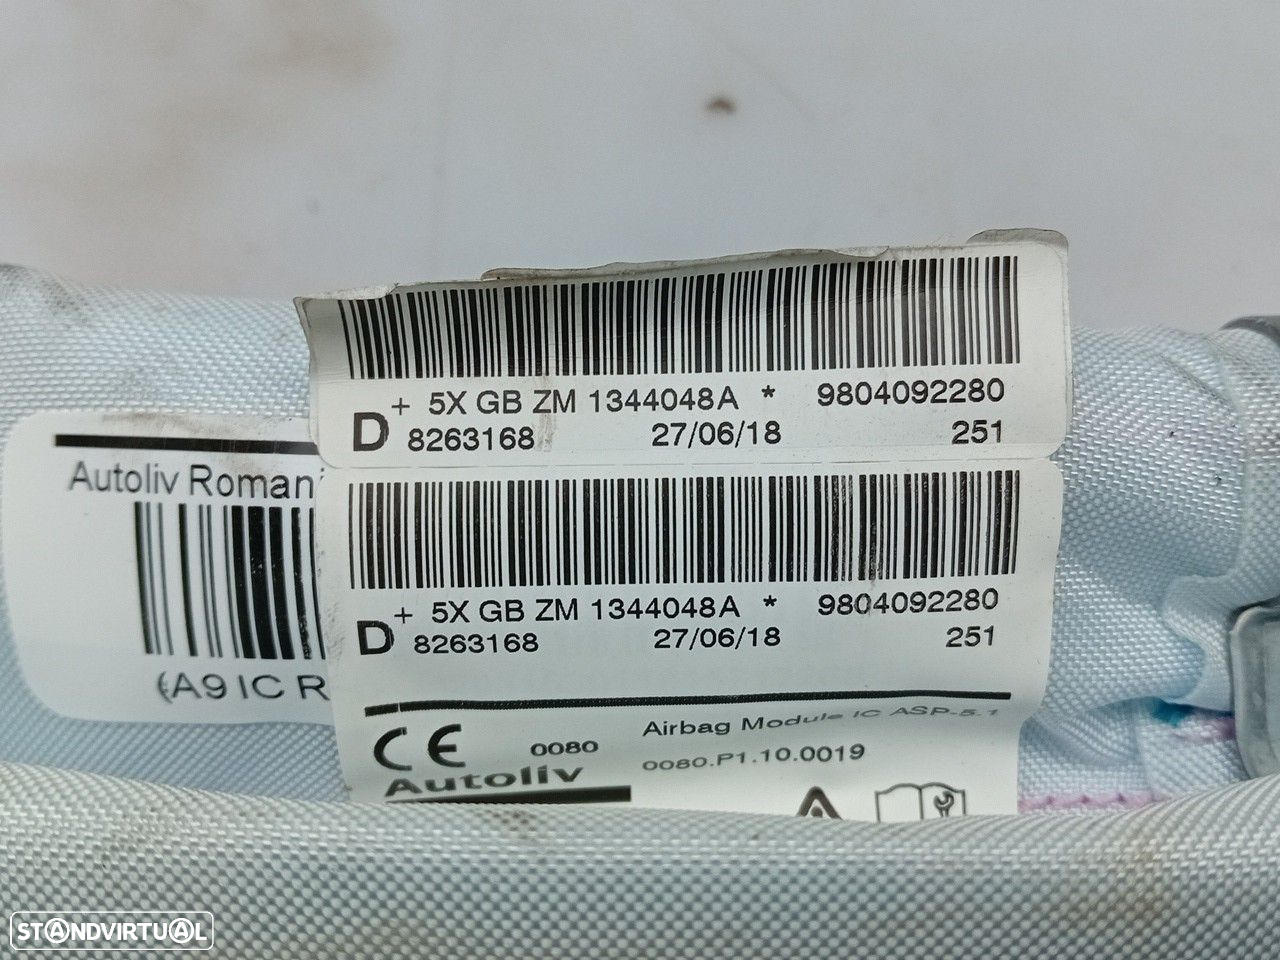 + 5X GB ZM 1344048A * 9804092280
D 8263168 27/06/18 251
Autoliv
+ 5X GB ZM 1344048A * 9804092280
D 8263168 27/06/18 251
(A9 IC R
CE 0080 Airbag Module IC ASP-5.1
Autoliv 0080.P1.10.0019
STANDVIRTUAL